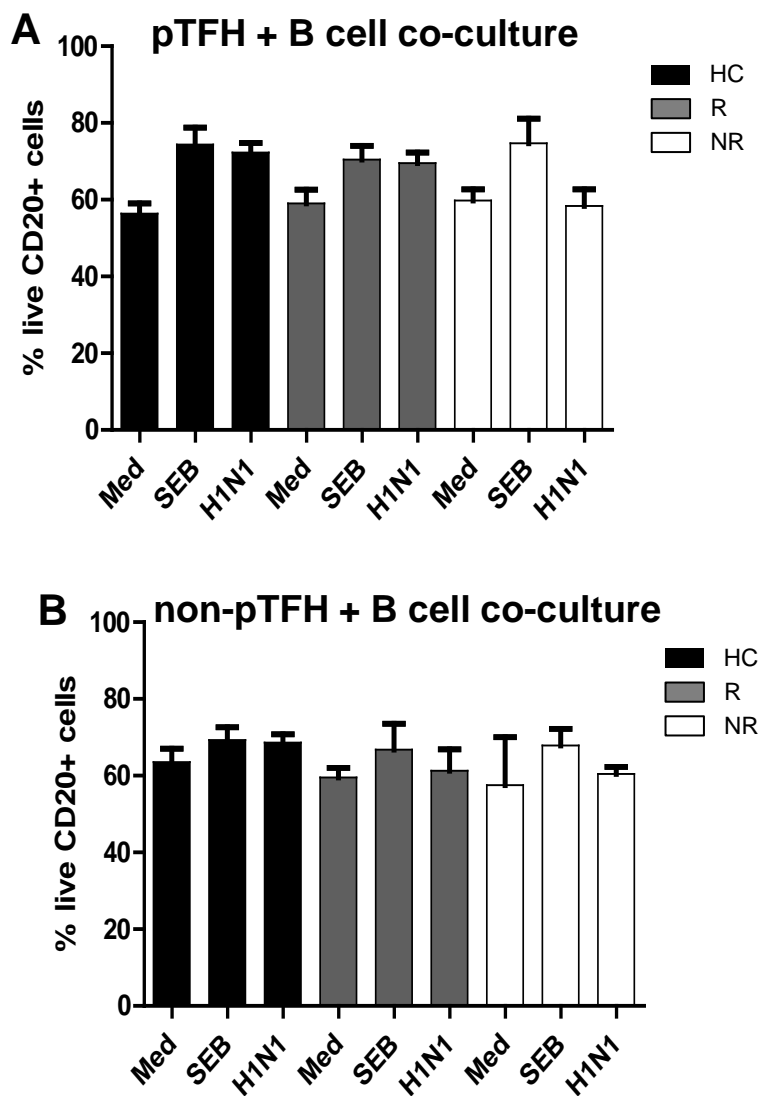 A pTFH + B cell co-culture
100
80
60
40
20
0
% live CD20+ cells
Med SEB H1N1 Med SEB H1N1 Med SEB H1N1
HC
R
NR
B non-pTFH + B cell co-culture
100
80
60
40
20
0
% live CD20+ cells
Med SEB H1N1 Med SEB H1N1 Med SEB H1N1
HC
R
NR